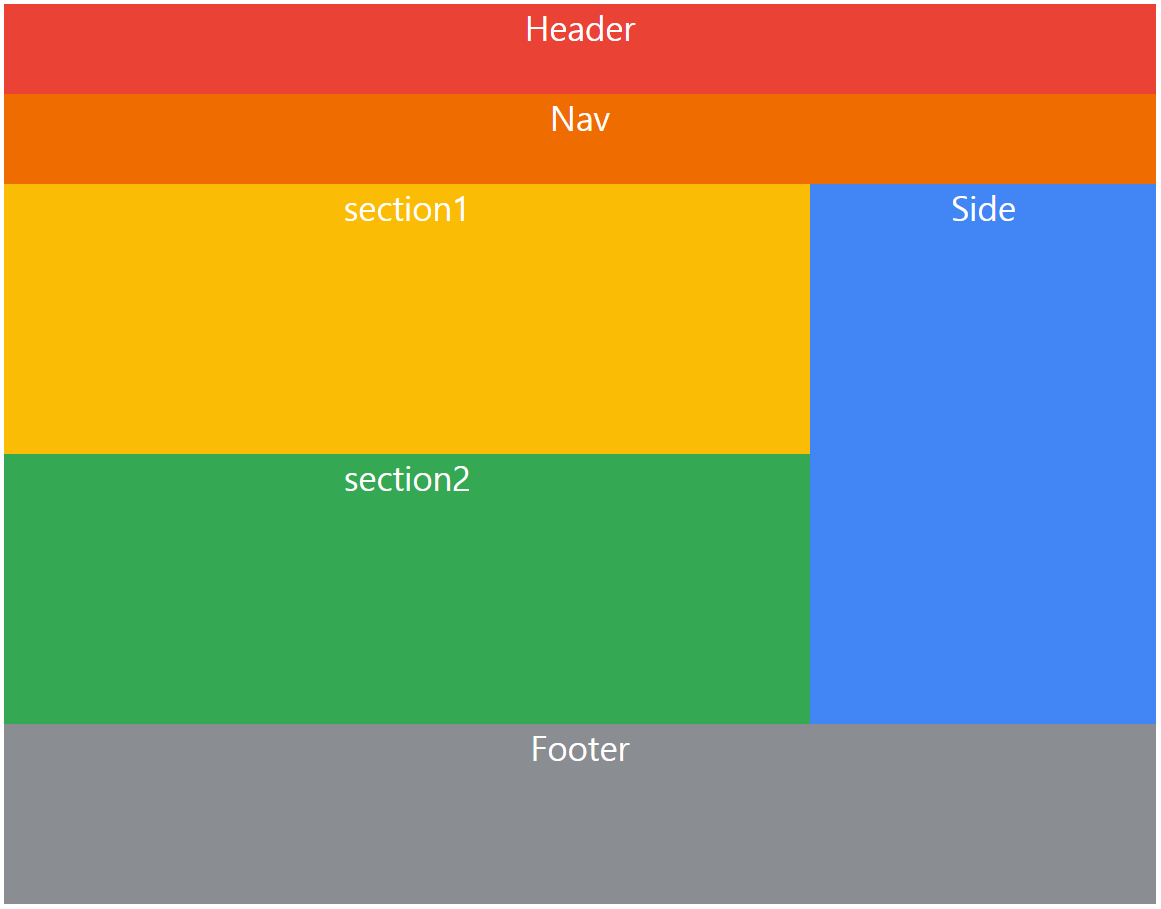 Header
Nav
section1
Side
section2
Footer